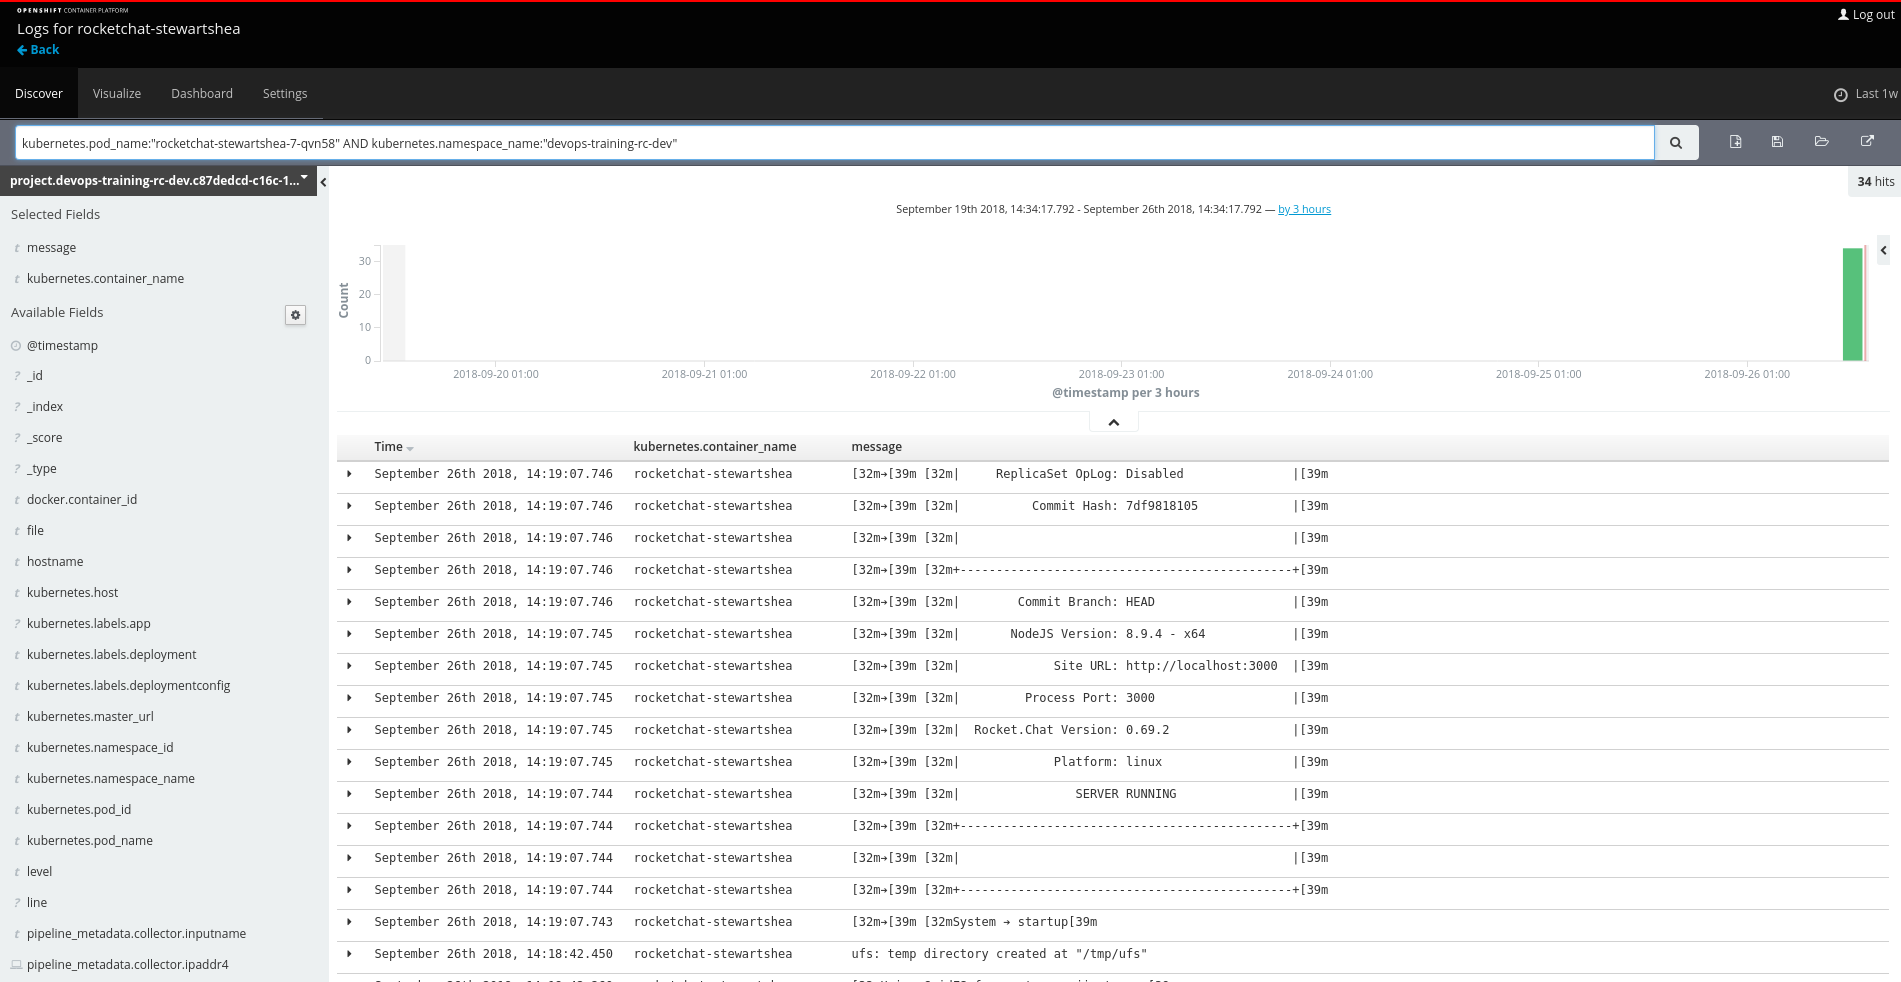 OPENSHIFT CONTAINER PLATFORM
Logs for rocketchat-stewartshea
Back
Log out
Discover Visualize Dashboard Settings
Last 1w
kubernetes.pod_name:"rocketchat-stewartshea-7-qvn58" AND kubernetes.namespace_name:"devops-training-rc-dev"
project.devops-training-rc-dev.c87dedcd-c16c-1...
34 hits
Selected Fields
t message
t kubernetes.container_name
Available Fields
@timestamp
? _id
? _index
? _score
? _type
t docker.container_id
t file
t hostname
t kubernetes.host
? kubernetes.labels.app
t kubernetes.labels.deployment
t kubernetes.labels.deploymentconfig
t kubernetes.master_url
t kubernetes.namespace_id
t kubernetes.namespace_name
t kubernetes.pod_id
t kubernetes.pod_name
t level
? line
t pipeline_metadata.collector.inputname
pipeline_metadata.collector.ipaddr4
September 19th 2018, 14:34:17.792 - September 26th 2018, 14:34:17.792 — by 3 hours
Count
30
20
10
0
2018-09-20 01:00 2018-09-21 01:00 2018-09-22 01:00 2018-09-23 01:00 2018-09-24 01:00 2018-09-25 01:00 2018-09-26 01:00
@timestamp per 3 hours
Time kubernetes.container_name message
September 26th 2018, 14:19:07.746 rocketchat-stewartshea [32m➔[39m [32m| ReplicaSet OpLog: Disabled |[39m
September 26th 2018, 14:19:07.746 rocketchat-stewartshea [32m➔[39m [32m| Commit Hash: 7df9818105 |[39m
September 26th 2018, 14:19:07.746 rocketchat-stewartshea [32m➔[39m [32m| |[39m
September 26th 2018, 14:19:07.746 rocketchat-stewartshea [32m➔[39m [32m+----------------------------------------------+[39m
September 26th 2018, 14:19:07.746 rocketchat-stewartshea [32m➔[39m [32m| Commit Branch: HEAD |[39m
September 26th 2018, 14:19:07.745 rocketchat-stewartshea [32m➔[39m [32m| NodeJS Version: 8.9.4 - x64 |[39m
September 26th 2018, 14:19:07.745 rocketchat-stewartshea [32m➔[39m [32m| Site URL: http://localhost:3000 |[39m
September 26th 2018, 14:19:07.745 rocketchat-stewartshea [32m➔[39m [32m| Process Port: 3000 |[39m
September 26th 2018, 14:19:07.745 rocketchat-stewartshea [32m➔[39m [32m| Rocket.Chat Version: 0.69.2 |[39m
September 26th 2018, 14:19:07.745 rocketchat-stewartshea [32m➔[39m [32m| Platform: linux |[39m
September 26th 2018, 14:19:07.744 rocketchat-stewartshea [32m➔[39m [32m| SERVER RUNNING |[39m
September 26th 2018, 14:19:07.744 rocketchat-stewartshea [32m➔[39m [32m+----------------------------------------------+[39m
September 26th 2018, 14:19:07.744 rocketchat-stewartshea [32m➔[39m [32m| |[39m
September 26th 2018, 14:19:07.744 rocketchat-stewartshea [32m➔[39m [32m+----------------------------------------------+[39m
September 26th 2018, 14:19:07.743 rocketchat-stewartshea [32m➔[39m [32mSystem ➔ startup[39m
September 26th 2018, 14:18:42.450 rocketchat-stewartshea ufs: temp directory created at "/tmp/ufs"